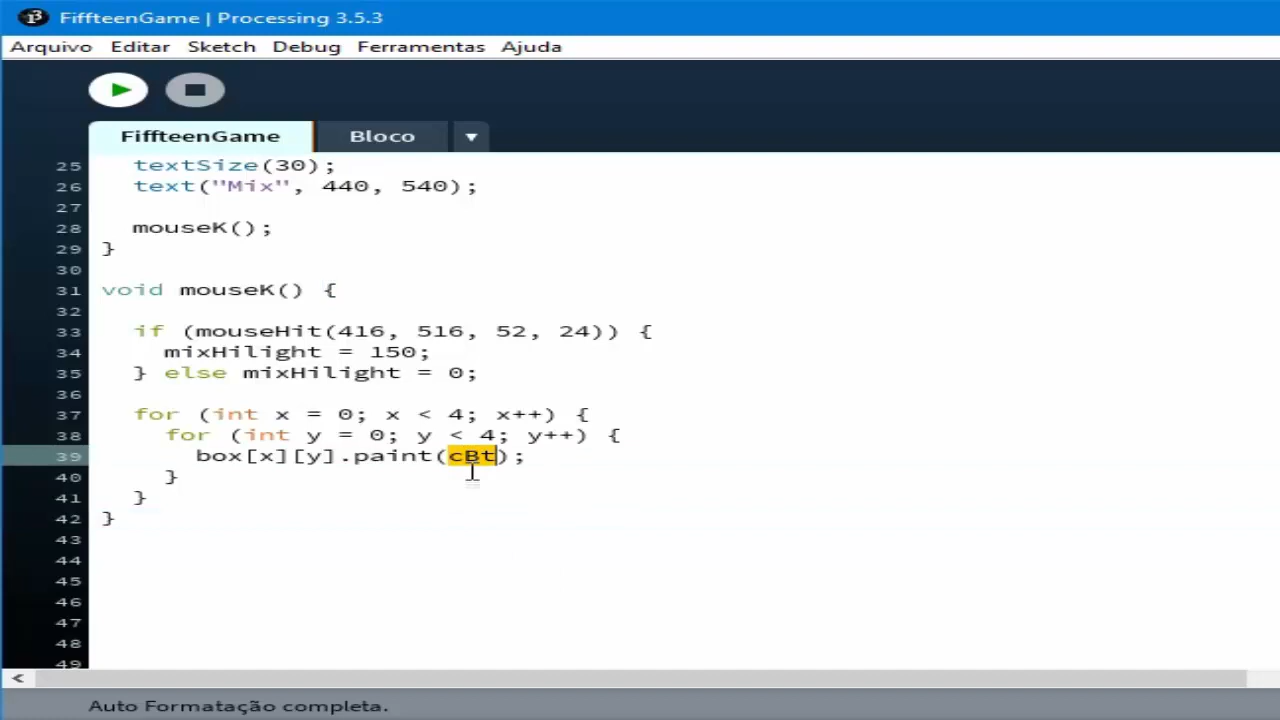 FiffteenGame | Processing 3.5.3
Arquivo Editar Sketch Debug Ferramentas Ajuda
FiffteenGame Bloco
25 textSize(30);
26 text("Mix", 440, 540);
27
28 mouseK();
29 }
30
31 void mouseK() {
32
33 if (mouseHit(416, 516, 52, 24)) {
34 mixHilight = 150;
35 } else mixHilight = 0;
36
37 for (int x = 0; x < 4; x++) {
38 for (int y = 0; y < 4; y++) {
39 box[x][y].paint(cBt);
40 }
41 }
42 }
43
44
45
46
47
48
49
Auto Formatação completa.